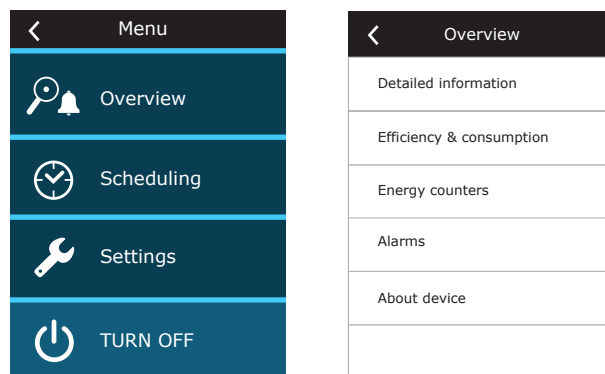 Menu
Overview
Scheduling
Settings
TURN OFF
Overview
Detailed information
Efficiency & consumption
Energy counters
Alarms
About device